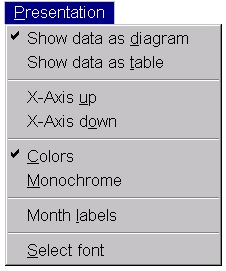 Presentation
Show data as diagram
Show data as table
X-Axis up
X-Axis down
Colors
Monochrome
Month labels
Select font